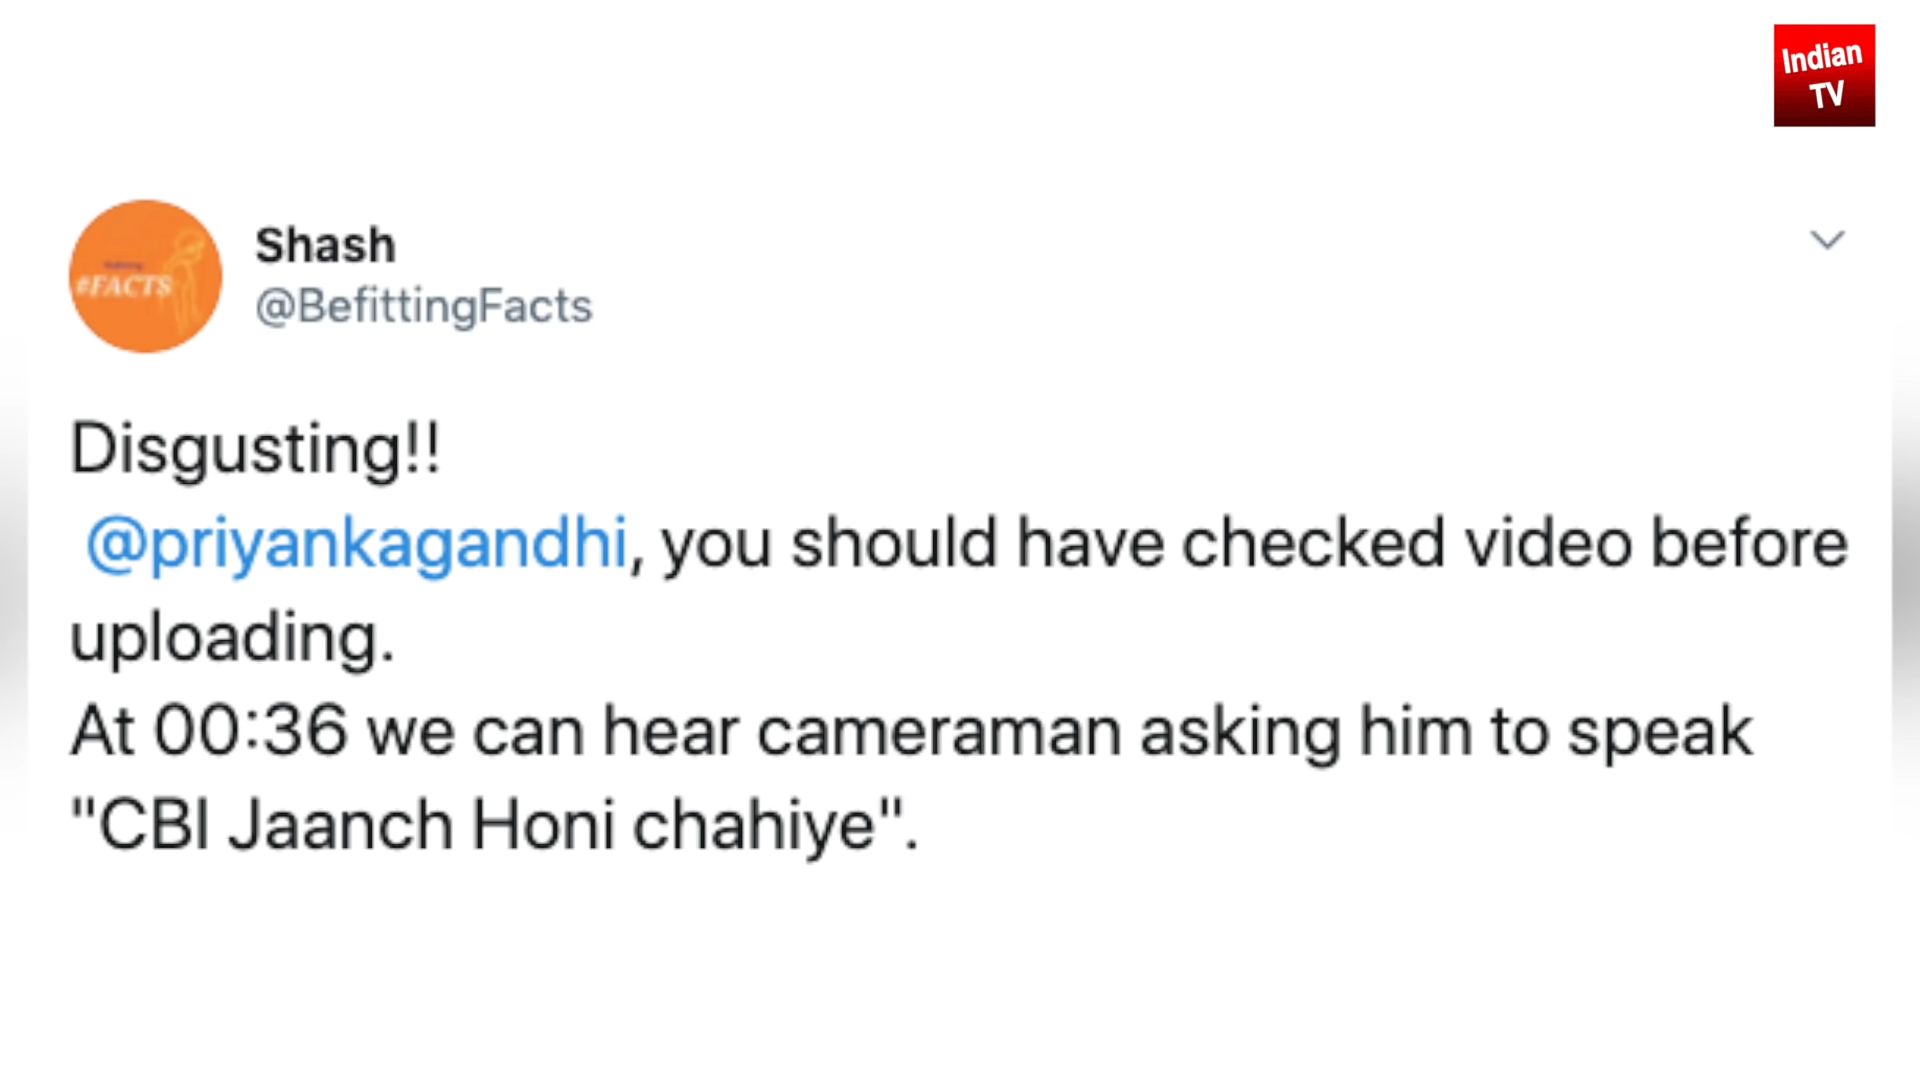 Indian
TV
Shash
@BefittingFacts
#FACTS
Disgusting!!
@priyankagandhi, you should have checked video before
uploading.
At 00:36 we can hear cameraman asking him to speak
"CBI Jaanch Honi chahiye".